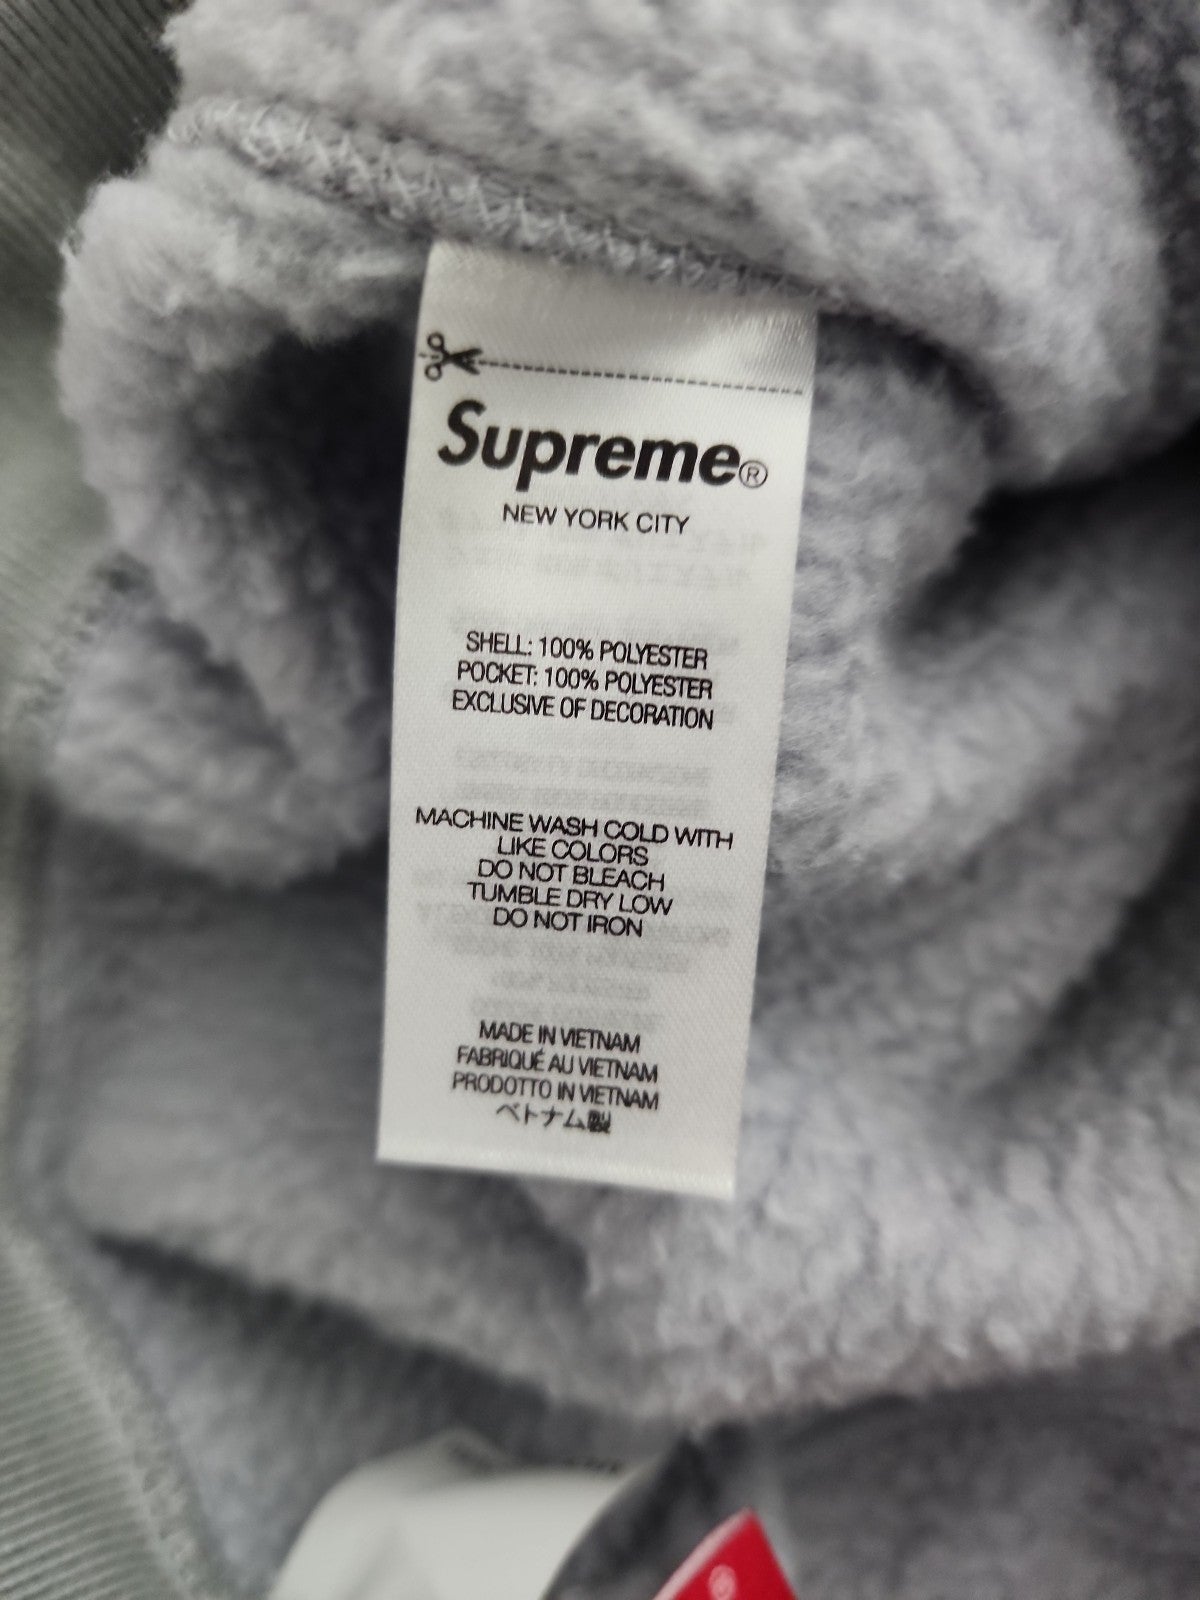 Supreme®
NEW YORK CITY
SHELL: 100% POLYESTER
POCKET: 100% POLYESTER
EXCLUSIVE OF DECORATION
MACHINE WASH COLD WITH
LIKE COLORS
DO NOT BLEACH
TUMBLE DRY LOW
DO NOT IRON
MADE IN VIETNAM
FABRIQUÉ AU VIETNAM
PRODOTTO IN VIETNAM
ベトナム製
®